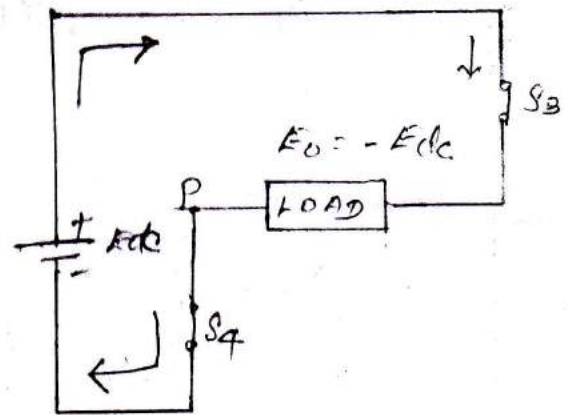 S3
E0 = - Edc
P
LOAD
+
Edc
-
S4